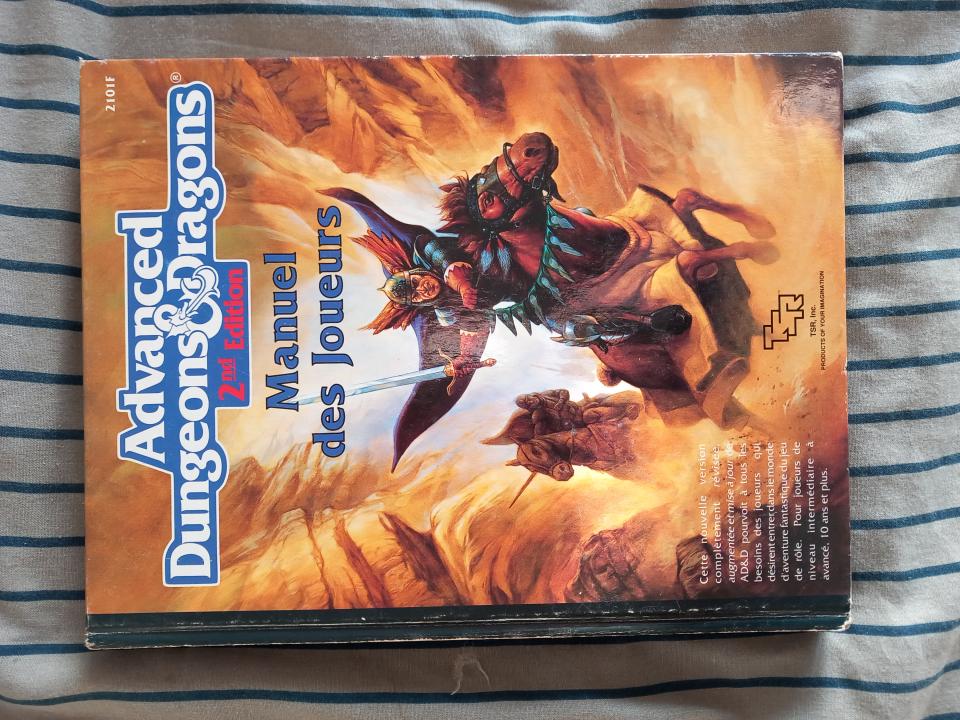 2101F
Advanced
Dungeons & Dragons®
2nd Edition
Manuel
des Joueurs
Cette nouvelle version
complètement révisée,
augmentée et mise à jour de
AD&D pourvoit à tous les
besoins des joueurs qui
désirent entrer dans le monde
d'aventure fantastique du jeu
de rôle. Pour joueurs de
niveau intermédiaire à
avancé. 10 ans et plus.
TSR
TSR, Inc.
PRODUCTS OF YOUR IMAGINATION